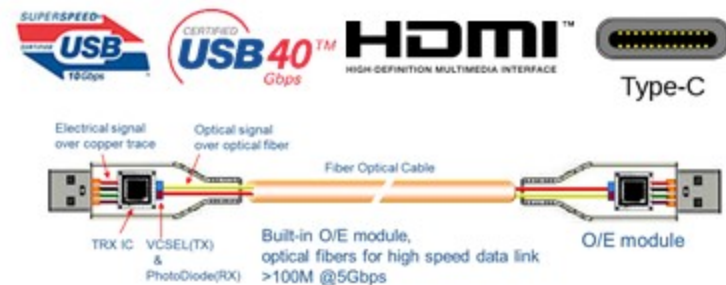 SUPERSPEED
CERTIFIED
USB
10Gbps
CERTIFIED
USB 40™
Gbps
HDMI™
HIGH-DEFINITION MULTIMEDIA INTERFACE
Type-C
Electrical signal
over copper trace
Optical signal
over optical fiber
Fiber Optical Cable
TRX IC
VCSEL(TX)
&
PhotoDiode(RX)
Built-in O/E module,
optical fibers for high speed data link
>100M @5Gbps
O/E module